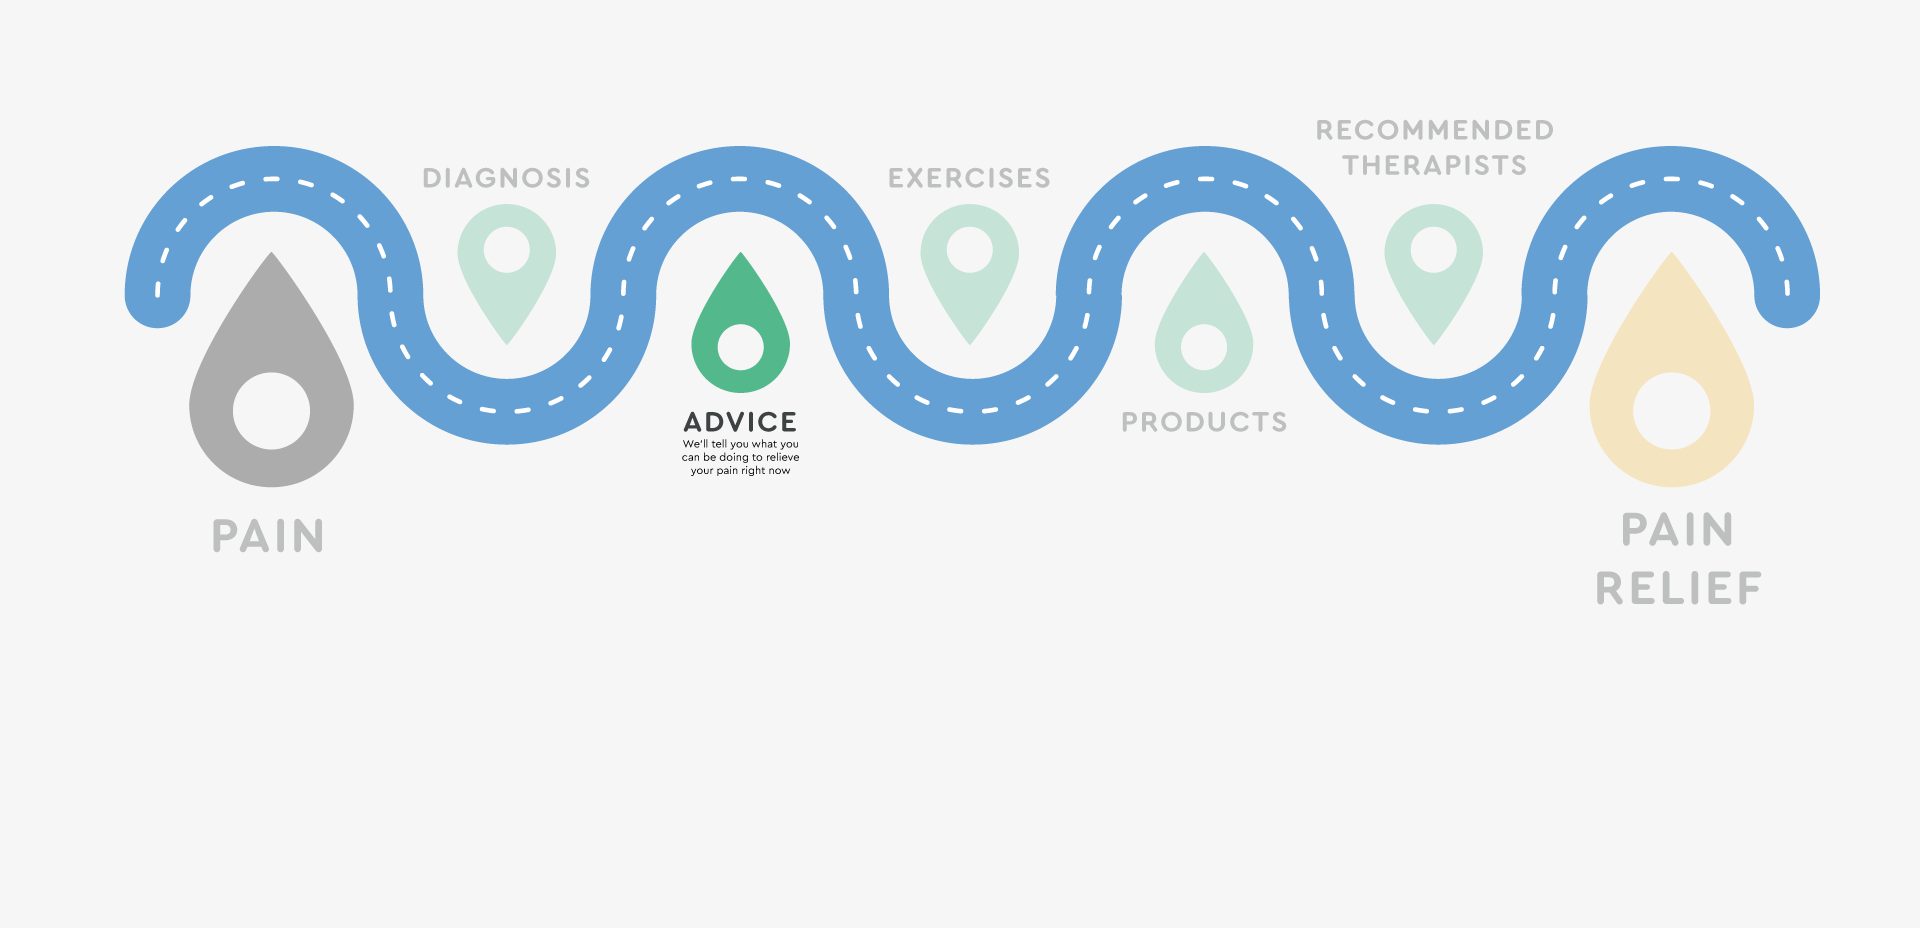 DIAGNOSIS
EXERCISES
RECOMMENDED
THERAPISTS
ADVICE
We'll tell you what you
can be doing to relieve
your pain right now
PRODUCTS
PAIN
PAIN
RELIEF